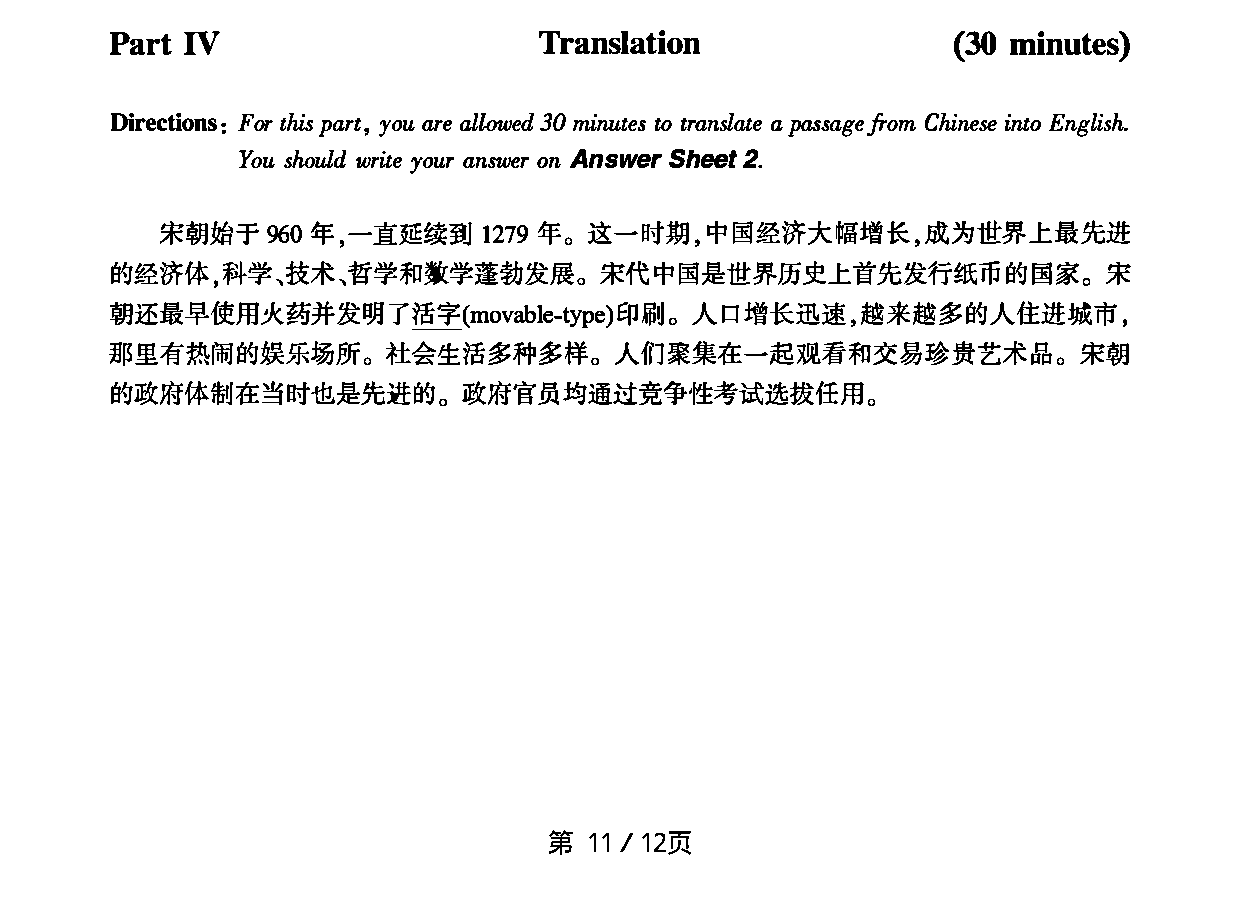 Part IV Translation (30 minutes)
Directions: For this part, you are allowed 30 minutes to translate a passage from Chinese into English.
You should write your answer on Answer Sheet 2.
宋朝始于 960 年,一直延续到 1279 年。这一时期,中国经济大幅增长,成为世界上最先进
的经济体,科学、技术、哲学和数学蓬勃发展。宋代中国是世界历史上首先发行纸币的国家。宋
朝还最早使用火药并发明了活字(movable-type)印刷。人口增长迅速,越来越多的人住进城市,
那里有热闹的娱乐场所。社会生活多种多样。人们聚集在一起观看和交易珍贵艺术品。宋朝
的政府体制在当时也是先进的。政府官员均通过竞争性考试选拔任用。
第 11 / 12页